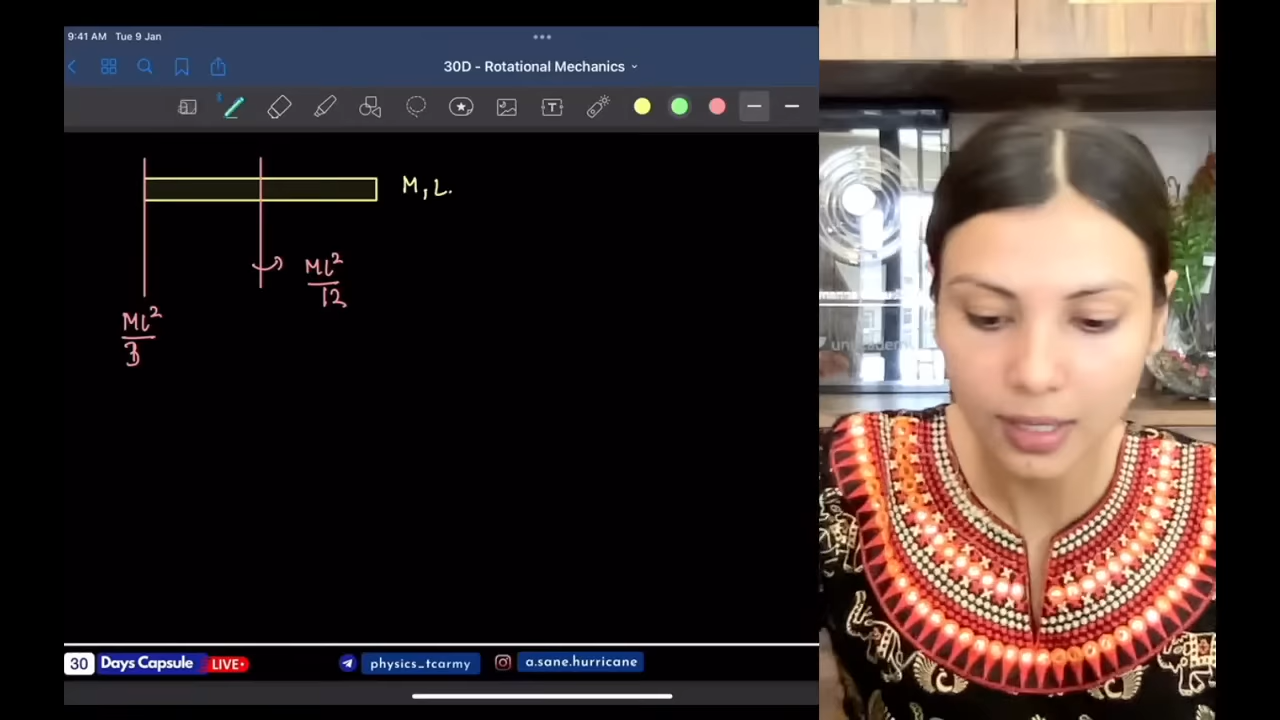 9:41 AM Tue 9 Jan
30D - Rotational Mechanics
M, L.
ML²
12
ML²
3
30 Days Capsule LIVE
physics_tcarmy
a.sane.hurricane